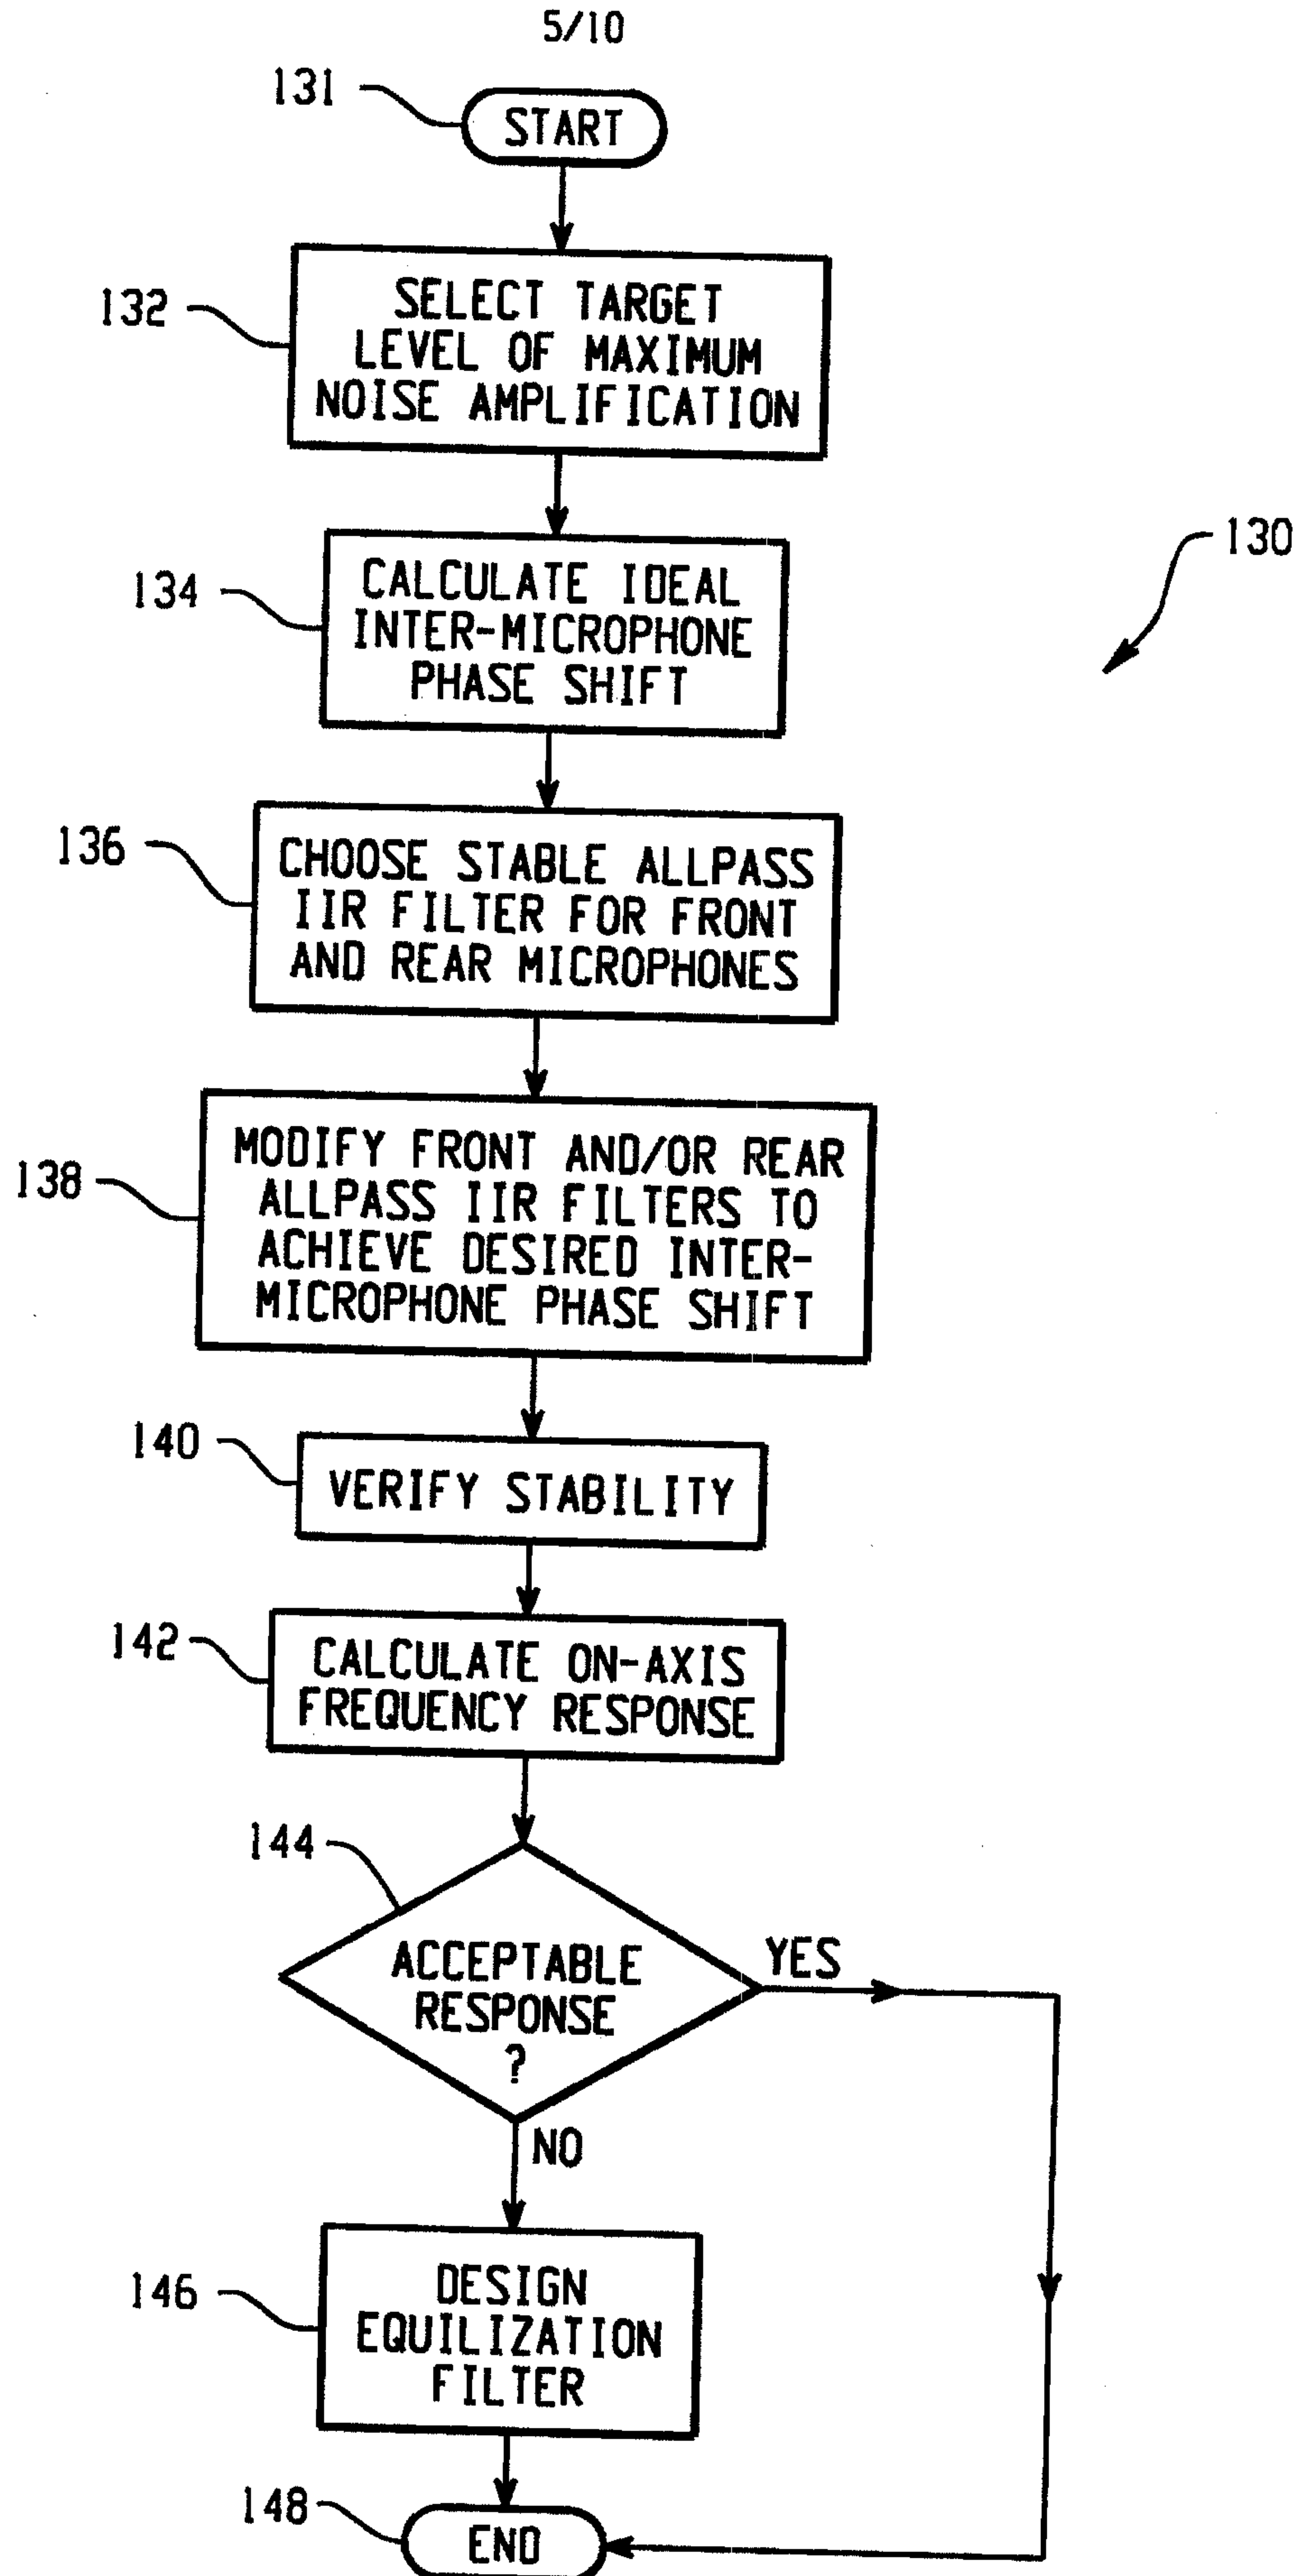 5/10
131
START
132
SELECT TARGET
LEVEL OF MAXIMUM
NOISE AMPLIFICATION
130
134
CALCULATE IDEAL
INTER-MICROPHONE
PHASE SHIFT
136
CHOOSE STABLE ALLPASS
IIR FILTER FOR FRONT
AND REAR MICROPHONES
138
MODIFY FRONT AND/OR REAR
ALLPASS IIR FILTERS TO
ACHIEVE DESIRED INTER-
MICROPHONE PHASE SHIFT
140
VERIFY STABILITY
142
CALCULATE ON-AXIS
FREQUENCY RESPONSE
144
ACCEPTABLE
RESPONSE
?
YES
NO
146
DESIGN
EQUILIZATION
FILTER
148
END